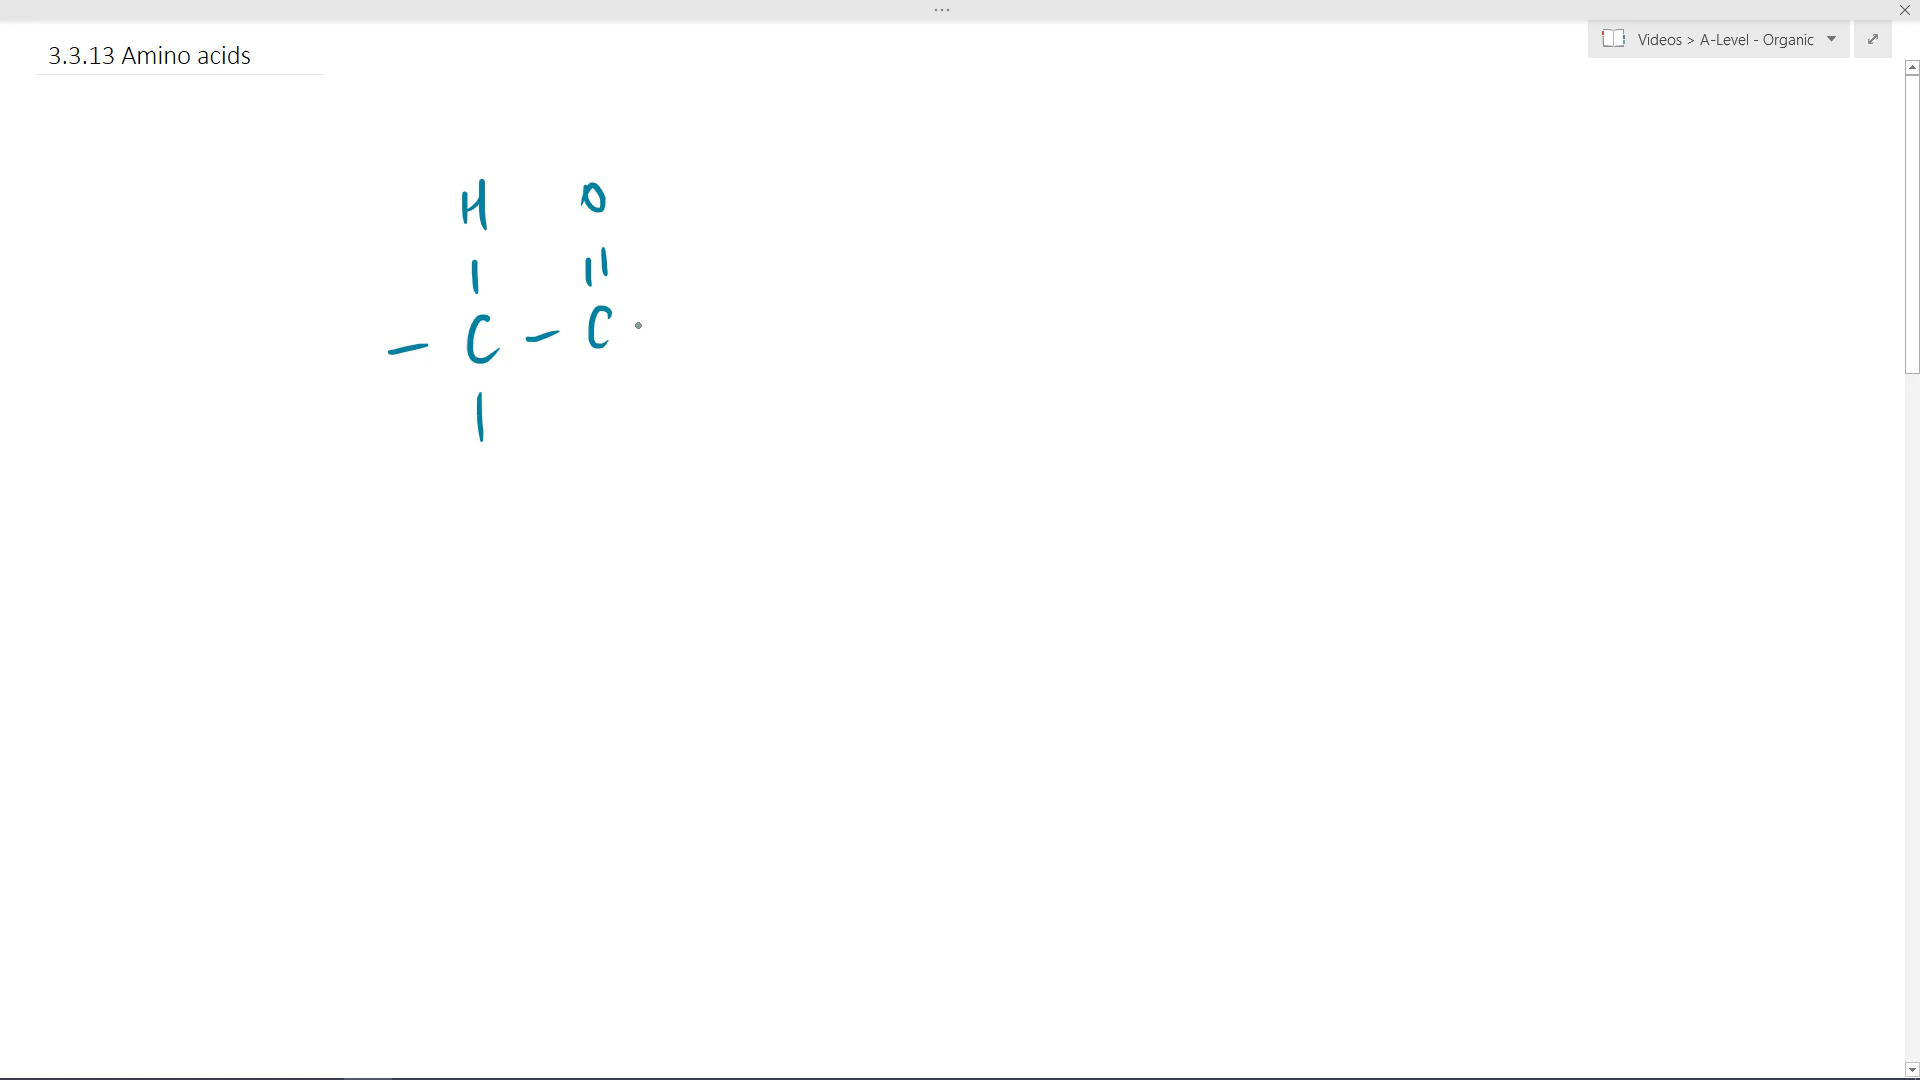 Videos > A-Level - Organic
3.3.13 Amino acids
H O
C - C